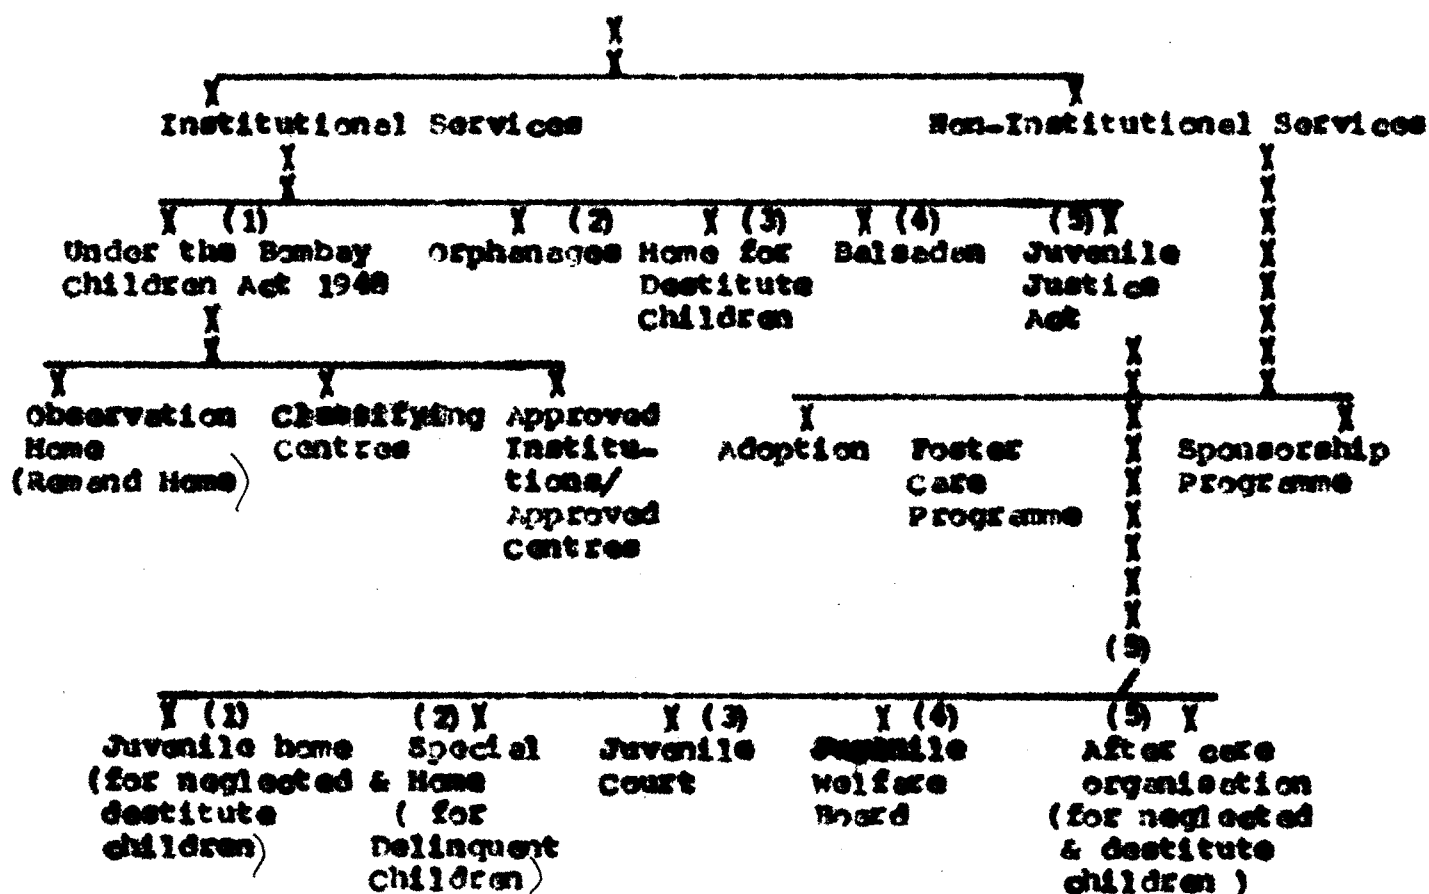 Institutional Services Non-Institutional Services
(1) (2) (3) (4) (5)
Under the Bombay Orphanages Home for Balsadan Juvenile
Children Act 1948 Destitute Justice
Children Act
Observation Classifying Approved
Home Centres Institu- Adoption Foster Sponsorship
(Remand Home) tions/ Care Programme
Approved Programme
Centres
(5)
(1) (2) (3) (4) (5)
Juvenile home Special Juvenile Juvenile After care
(for neglected & Home Court Welfare organisation
destitute ( for Board (for neglected
children) Delinquent & destitute
Children) children )